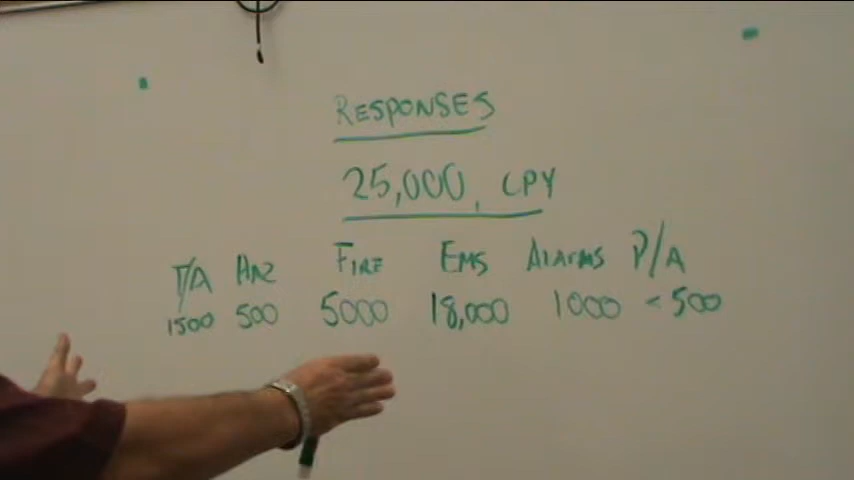 RESPONSES
25,000, CPY
T/A HAZ FIRE EMS ALARMS P/A
1500 500 5000 18,000 1000 <500